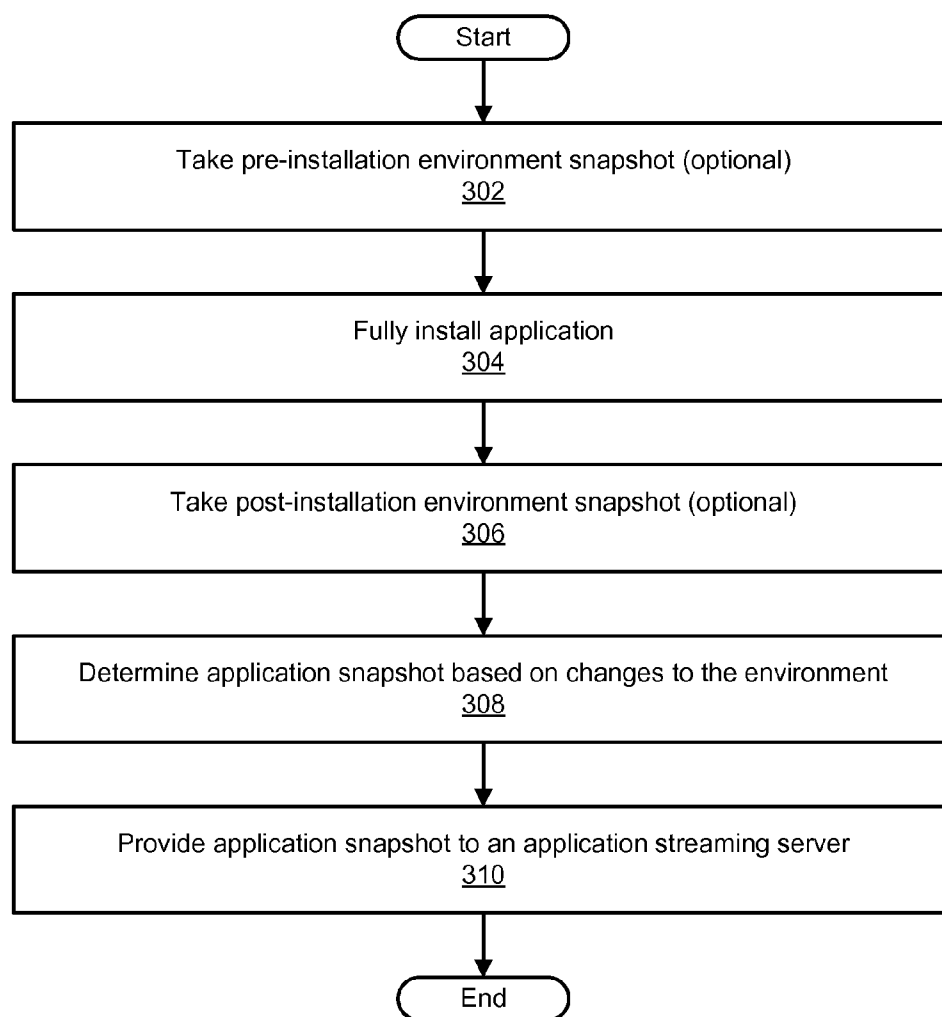 Start
Take pre-installation environment snapshot (optional)
302
Fully install application
304
Take post-installation environment snapshot (optional)
306
Determine application snapshot based on changes to the environment
308
Provide application snapshot to an application streaming server
310
End